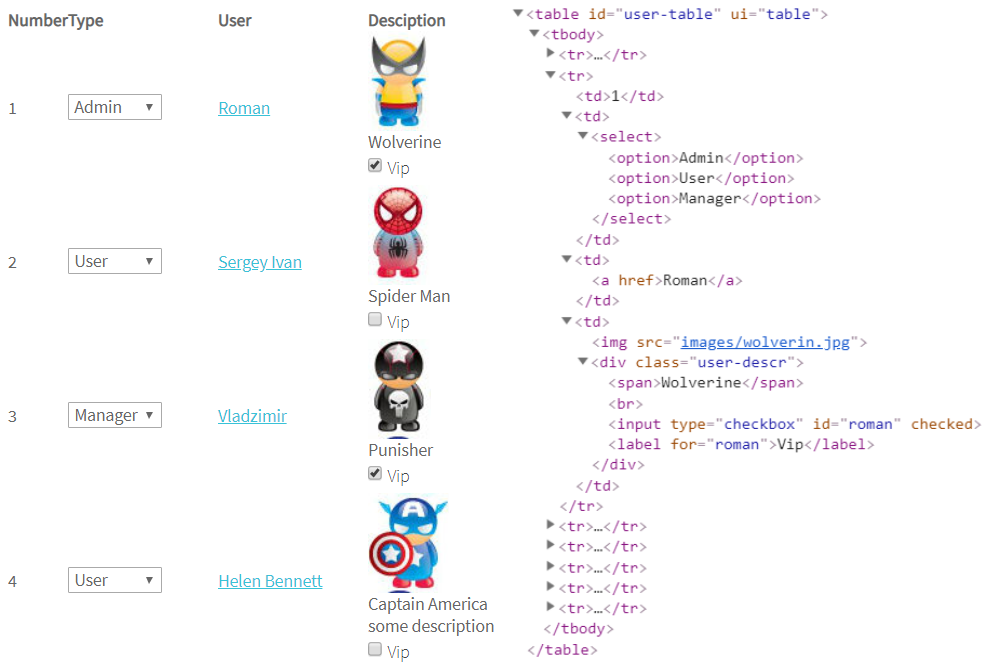 Number Type User Desciption
1 Admin Roman
Wolverine
Vip
2 User Sergey Ivan
Spider Man
Vip
3 Manager Vladzimir
Punisher
Vip
4 User Helen Bennett
Captain America
some description
Vip
<table id="user-table" ui="table">
<tbody>
<tr>…</tr>
<tr>
<td>1</td>
<td>
<select>
<option>Admin</option>
<option>User</option>
<option>Manager</option>
</select>
</td>
<td>
<a href>Roman</a>
</td>
<td>
<img src="images/wolverin.jpg">
<div class="user-descr">
<span>Wolverine</span>
<br>
<input type="checkbox" id="roman" checked>
<label for="roman">Vip</label>
</div>
</td>
</tr>
<tr>…</tr>
<tr>…</tr>
<tr>…</tr>
<tr>…</tr>
<tr>…</tr>
</tbody>
</table>